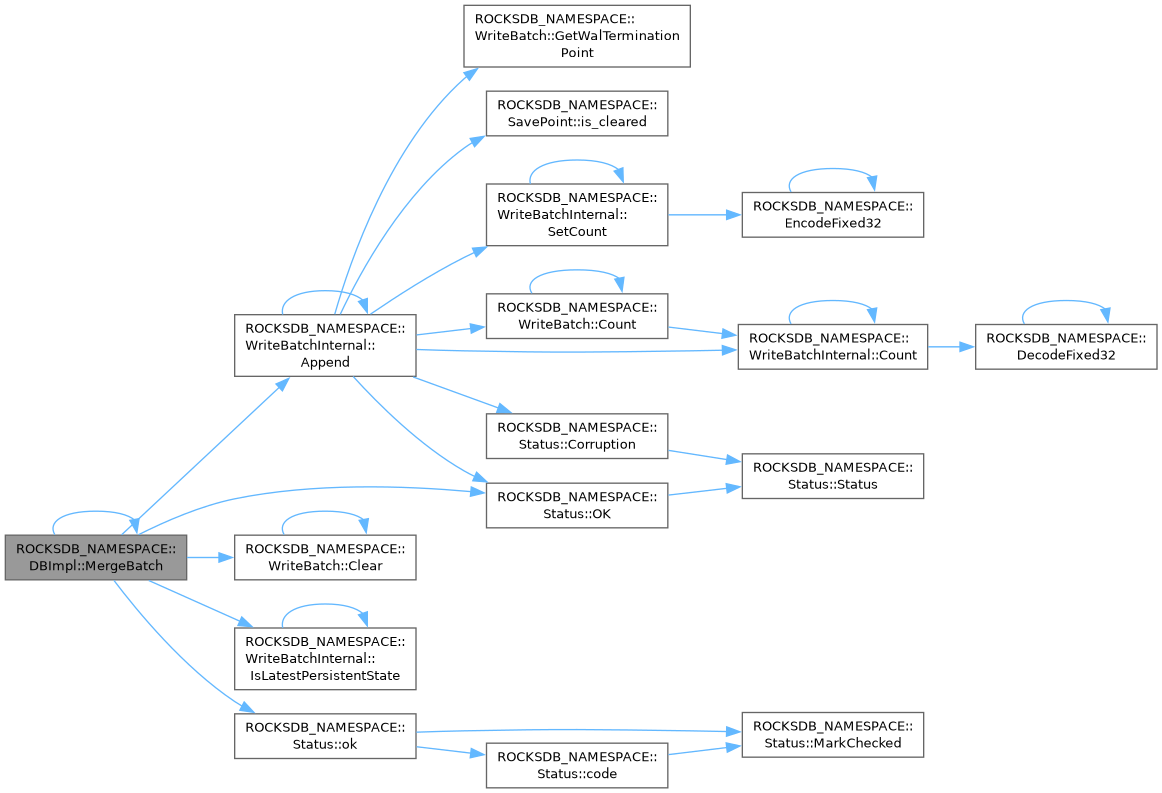 ROCKSDB_NAMESPACE::
WriteBatch::GetWalTermination
Point
ROCKSDB_NAMESPACE::
SavePoint::is_cleared
ROCKSDB_NAMESPACE::
WriteBatchInternal::
SetCount
ROCKSDB_NAMESPACE::
EncodeFixed32
ROCKSDB_NAMESPACE::
WriteBatch::Count
ROCKSDB_NAMESPACE::
WriteBatchInternal::
Append
ROCKSDB_NAMESPACE::
WriteBatchInternal::Count
ROCKSDB_NAMESPACE::
DecodeFixed32
ROCKSDB_NAMESPACE::
Status::Corruption
ROCKSDB_NAMESPACE::
Status::Status
ROCKSDB_NAMESPACE::
Status::OK
ROCKSDB_NAMESPACE::
DBImpl::MergeBatch
ROCKSDB_NAMESPACE::
WriteBatch::Clear
ROCKSDB_NAMESPACE::
WriteBatchInternal::
IsLatestPersistentState
ROCKSDB_NAMESPACE::
Status::ok
ROCKSDB_NAMESPACE::
Status::MarkChecked
ROCKSDB_NAMESPACE::
Status::code